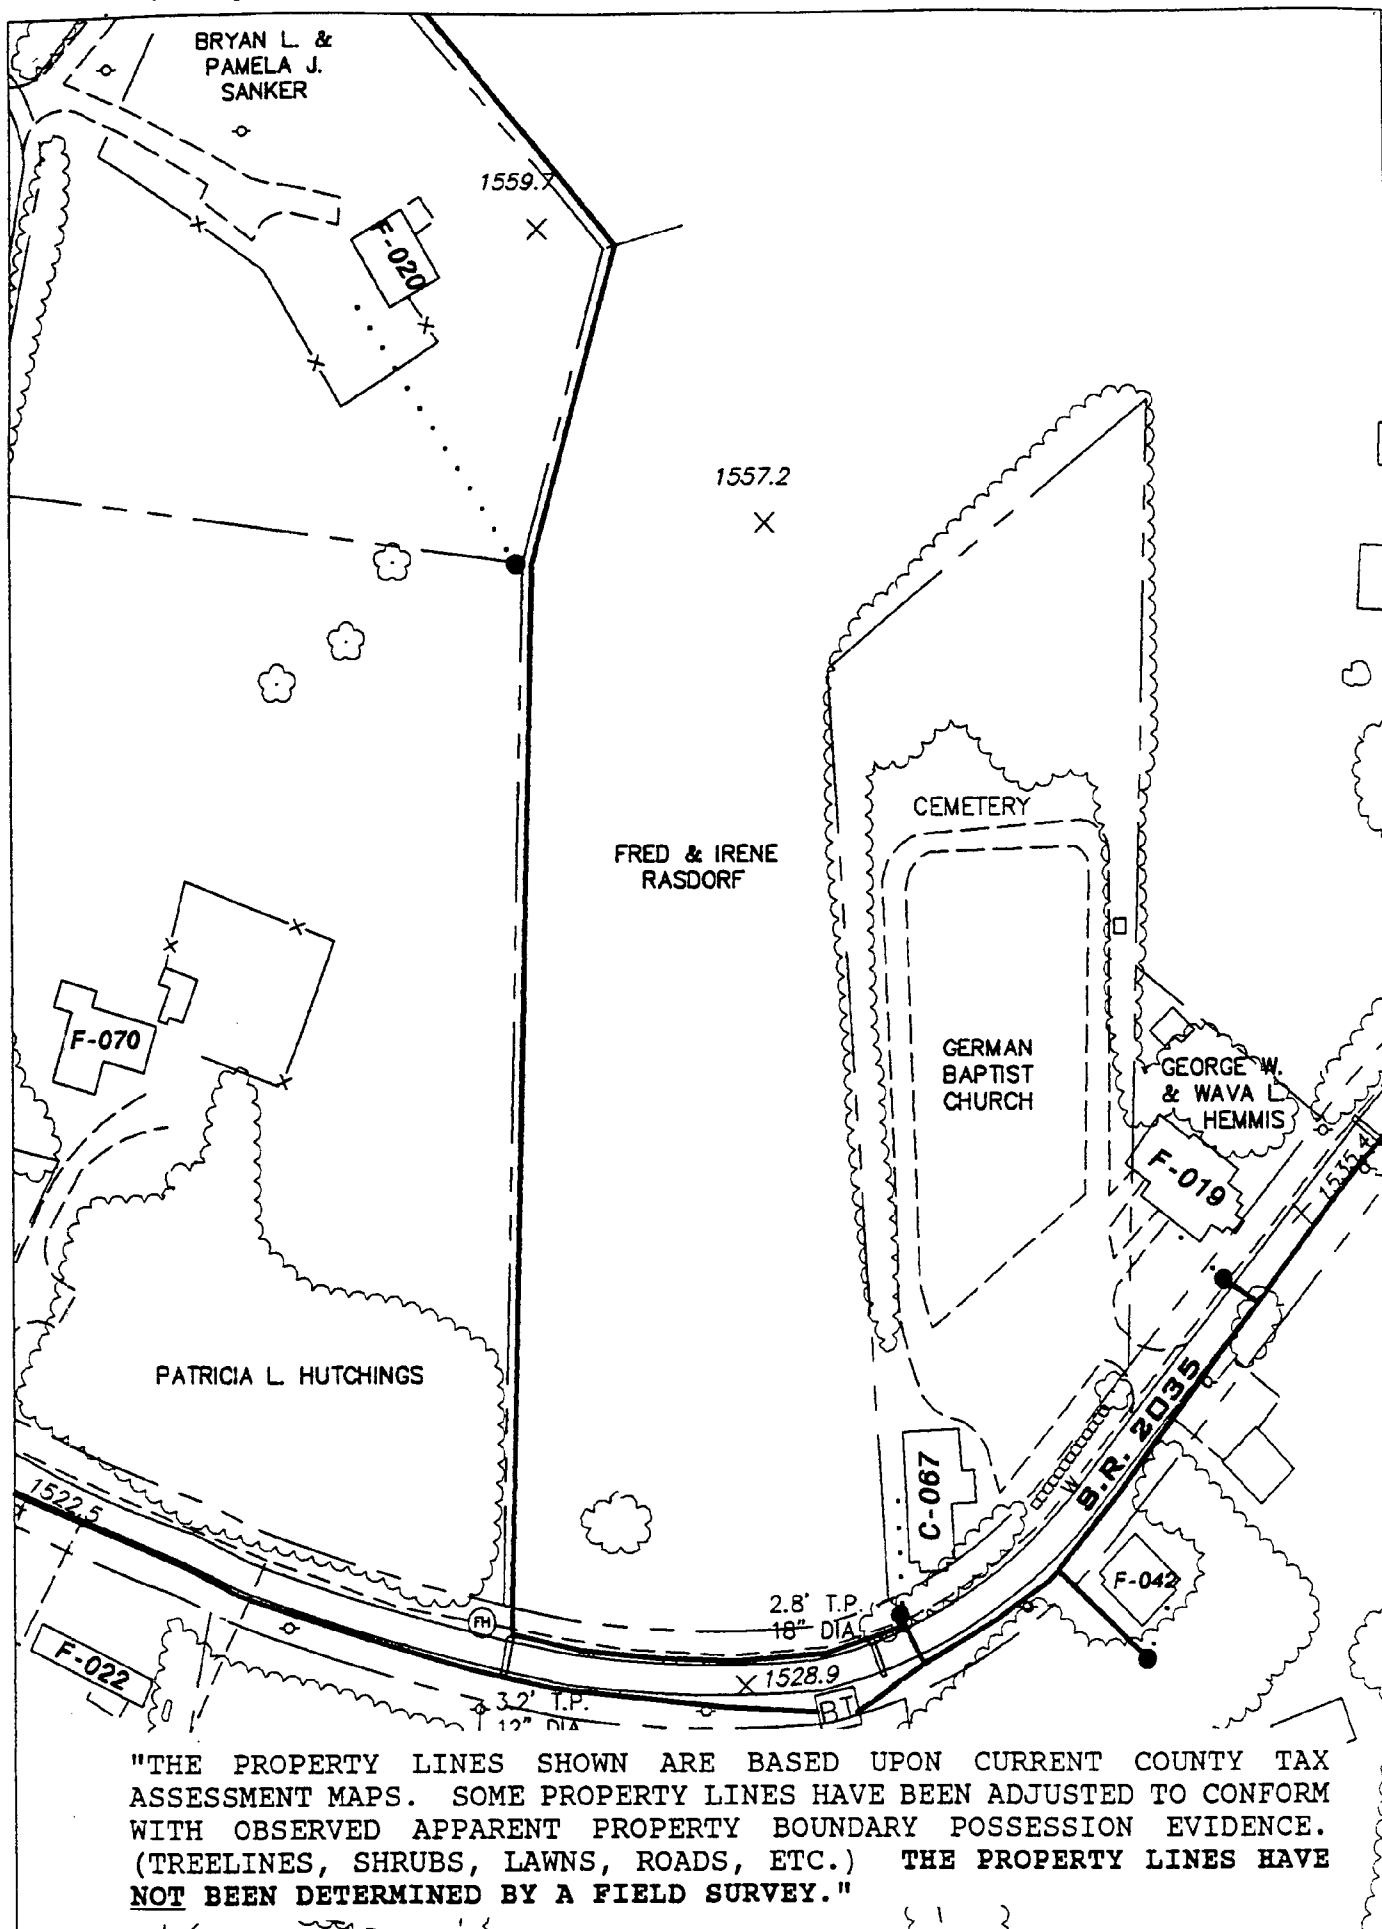 BRYAN L. &
PAMELA J.
SANKER
1559.7
F-020
1557.2
CEMETERY
FRED & IRENE
RASDORF
F-070
GERMAN
BAPTIST
CHURCH
GEORGE W.
& WAVA L.
HEMMIS
F-019
1535.4
PATRICIA L. HUTCHINGS
B.R. 2035
W
C-067
1522.5
F-042
2.8' T.P.
18" DIA.
FH
F-022
1528.9
3.2' T.P.
12" DIA
BT
"THE PROPERTY LINES SHOWN ARE BASED UPON CURRENT COUNTY TAX
ASSESSMENT MAPS. SOME PROPERTY LINES HAVE BEEN ADJUSTED TO CONFORM
WITH OBSERVED APPARENT PROPERTY BOUNDARY POSSESSION EVIDENCE.
(TREELINES, SHRUBS, LAWNS, ROADS, ETC.) THE PROPERTY LINES HAVE
NOT BEEN DETERMINED BY A FIELD SURVEY."